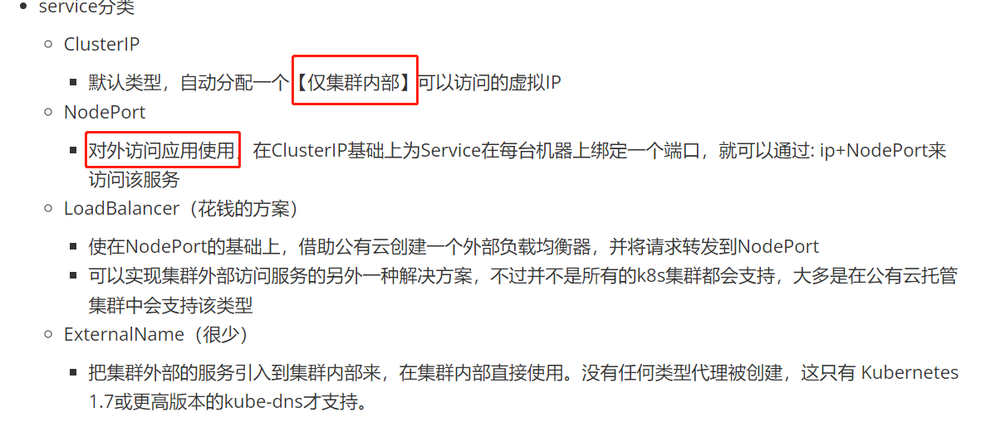 service分类
ClusterIP
默认类型，自动分配一个【仅集群内部】可以访问的虚拟IP
NodePort
对外访问应用使用，在ClusterIP基础上为Service在每台机器上绑定一个端口，就可以通过: ip+NodePort来
访问该服务
LoadBalancer（花钱的方案）
使在NodePort的基础上，借助公有云创建一个外部负载均衡器，并将请求转发到NodePort
可以实现集群外部访问服务的另外一种解决方案，不过并不是所有的k8s集群都会支持，大多是在公有云托管
集群中会支持该类型
ExternalName（很少）
把集群外部的服务引入到集群内部来，在集群内部直接使用。没有任何类型代理被创建，这只有 Kubernetes
1.7或更高版本的kube-dns才支持。